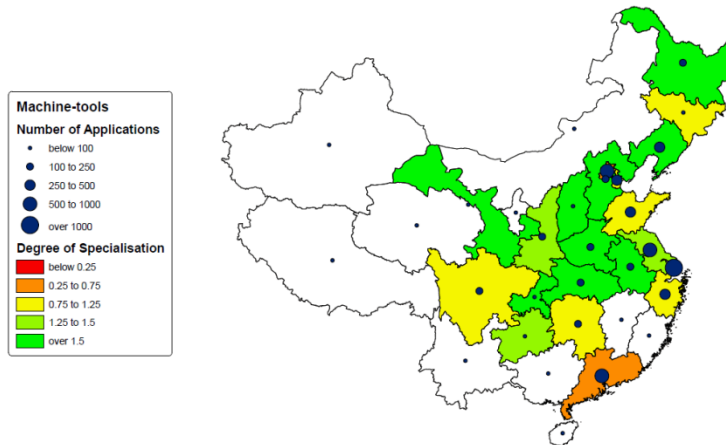 Machine-tools
Number of Applications
below 100
100 to 250
250 to 500
500 to 1000
over 1000
Degree of Specialisation
below 0.25
0.25 to 0.75
0.75 to 1.25
1.25 to 1.5
over 1.5